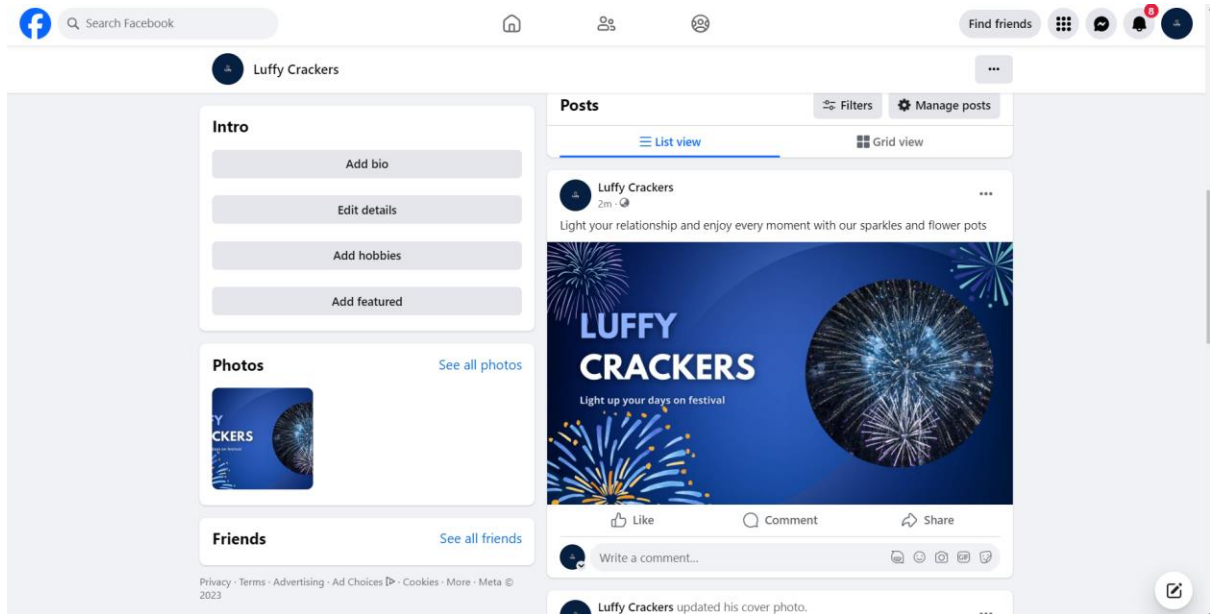 Search Facebook
Find friends
8
Luffy Crackers
Intro
Add bio
Edit details
Add hobbies
Add featured
Photos
See all photos
FY
CKERS
Friends
See all friends
Privacy · Terms · Advertising · Ad Choices · Cookies · More · Meta ©
2023
Posts
Filters
Manage posts
List view
Grid view
Luffy Crackers
2m ·
Light your relationship and enjoy every moment with our sparkles and flower pots
LUFFY
CRACKERS
Light up your days on festival
Like
Comment
Share
Write a comment...
GIF
Luffy Crackers updated his cover photo.